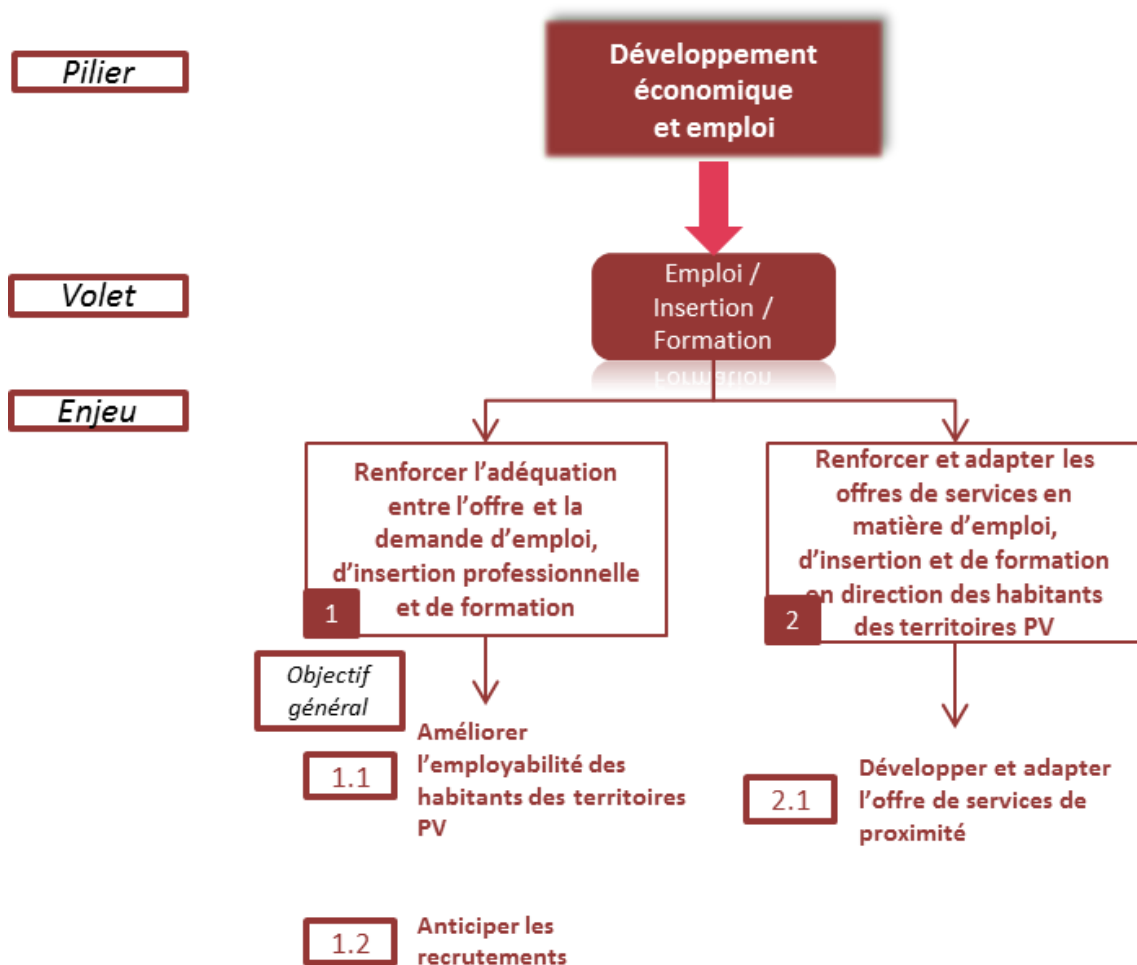 Pilier
Développement
économique
et emploi
Volet
Emploi /
Insertion /
Formation
Enjeu
Renforcer l’adéquation
entre l’offre et la
demande d’emploi,
d’insertion professionnelle
et de formation
1
Renforcer et adapter les
offres de services en
matière d’emploi,
d’insertion et de formation
en direction des habitants
des territoires PV
2
Objectif
général
1.1
Améliorer
l’employabilité des
habitants des territoires
PV
2.1
Développer et adapter
l’offre de services de
proximité
1.2
Anticiper les
recrutements